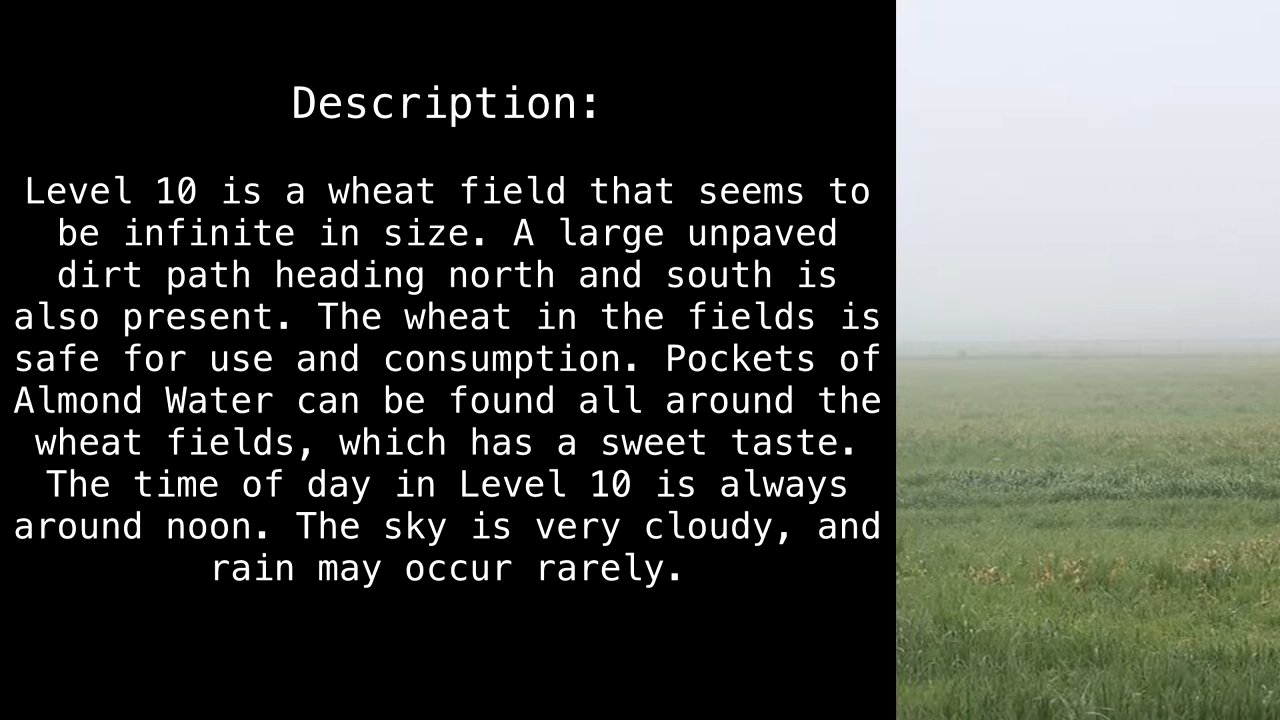 Description:
Level 10 is a wheat field that seems to
be infinite in size. A large unpaved
dirt path heading north and south is
also present. The wheat in the fields is
safe for use and consumption. Pockets of
Almond Water can be found all around the
wheat fields, which has a sweet taste.
The time of day in Level 10 is always
around noon. The sky is very cloudy, and
rain may occur rarely.